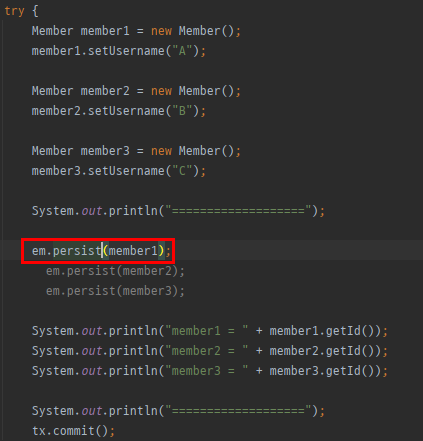 try {
Member member1 = new Member();
member1.setUsername("A");
Member member2 = new Member();
member2.setUsername("B");
Member member3 = new Member();
member3.setUsername("C");
System.out.println("===================");
em.persist(member1);
em.persist(member2);
em.persist(member3);
System.out.println("member1 = " + member1.getId());
System.out.println("member2 = " + member2.getId());
System.out.println("member3 = " + member3.getId());
System.out.println("===================");
tx.commit();